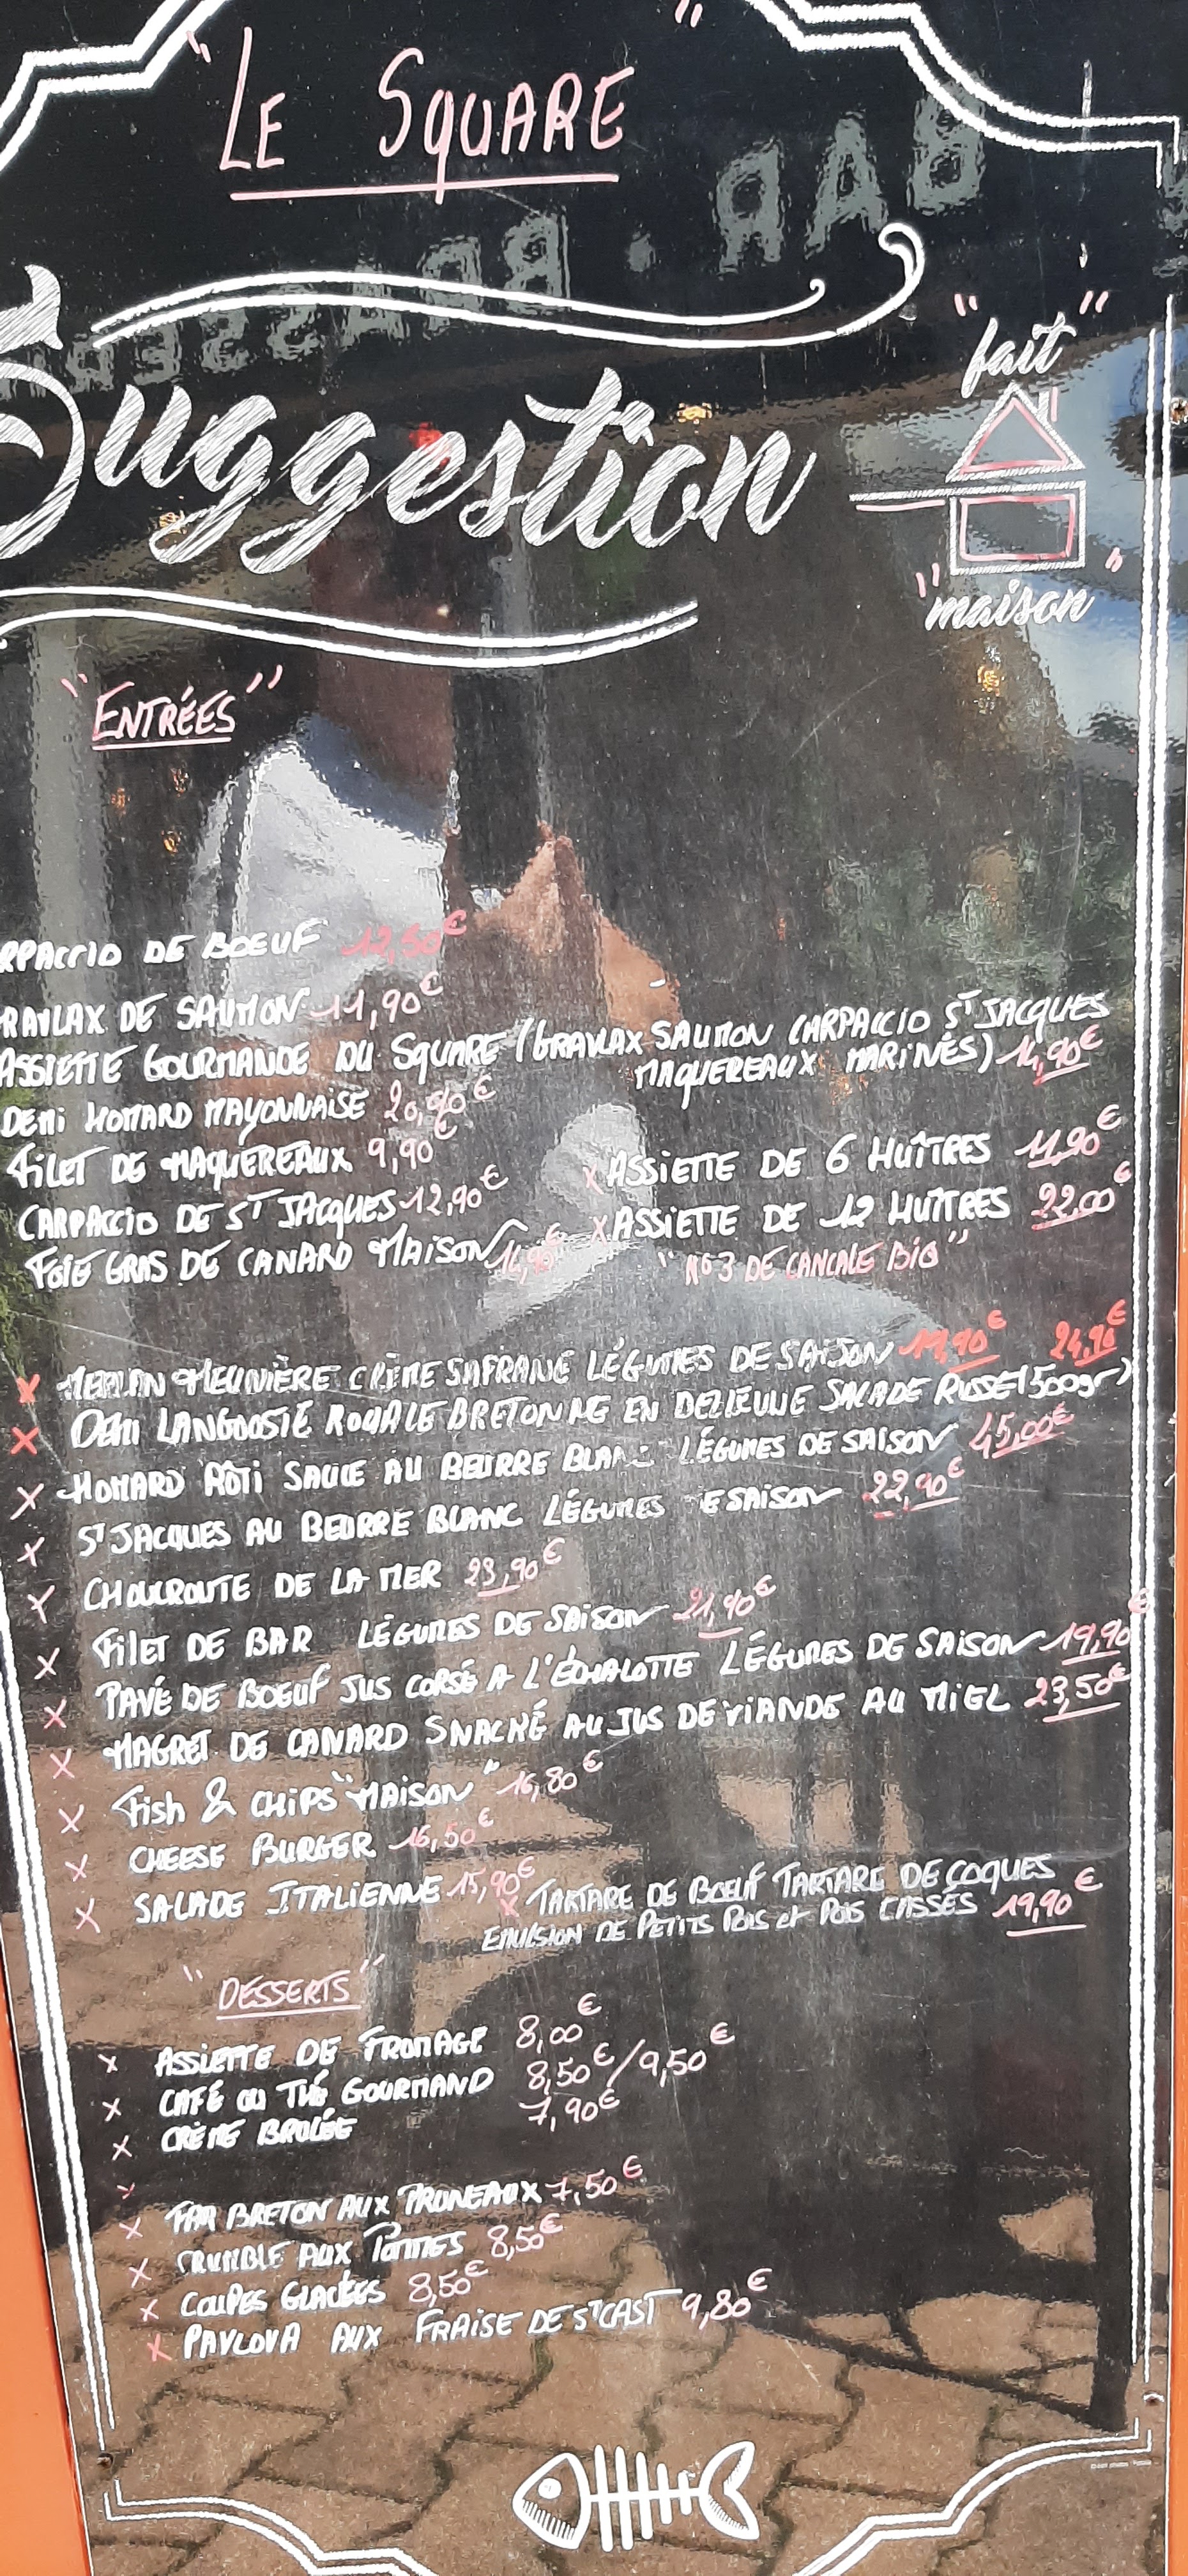 "LE SQUARE"
BAR. BRASSERIE
Suggestion
"fait"
"maison"
"ENTRÉES"
RPACCIO DE BOEUF 12,50€
RAVLAX DE SAUMON 11,90€
ASSIETTE GOURMANDE DU SQUARE (GRAVLAX SAUMON CARPACCIO ST JACQUES
MAQUEREAUX MARINÉS) 14,90€
DEMI HOMARD MAYONNAISE 20,90€
FILET DE MAQUEREAUX 9,90€
CARPACCIO DE ST JACQUES 12,90€
FOIE GRAS DE CANARD MAISON
X ASSIETTE DE 6 HUÎTRES 11,90€
X ASSIETTE DE 12 HUÎTRES 22.00€
"N°3 DE CANCALE BIO"
X MERLAN MEUNIÈRE CRÈME SAFRANE LÉGUMES DE SAISON 19,90€
X DEMI LANGOUSTE ROYALE BRETONNE EN BELLEVUE SALADE RUSSE (500gr) 24,90€
X HOMARD RÔTI SAUCE AU BEURRE BLANC LÉGUMES DE SAISON 45,00€
X ST JACQUES AU BEURRE BLANC LÉGUMES DE SAISON 22,90€
X CHOUCROUTE DE LA MER 23,90€
X FILET DE BAR LÉGUMES DE SAISON 21,90€
X PAVÉ DE BOEUF JUS CORSÉ A L'ÉCHALOTTE LÉGUMES DE SAISON 19,90€
X MAGRET DE CANARD SNACKÉ AU JUS DE VIANDE AU MIEL 23,50€
X Fish & CHIPS "MAISON" 16,80€
X CHEESE BURGER 16,50€
X SALADE ITALIENNE 15,90€
X TARTARE DE BŒUF TARTARE DE COQUES
EMULSION DE PETITS POIS et POIS CASSÉS 19,90€
"DESSERTS"
X ASSIETTE DE FROMAGE 8,00€
X CAFÉ OU THÉ GOURMAND 8,50€/9,50€
X CRÈME BRULÉE 7,90€
X
X FAR BRETON AUX PRUNEAUX 7,50€
X CRUMBLE AUX POMMES 8,50€
X COUPES GLACÉES 8,50€
X PAVLOVA AUX FRAISE DE ST CAST 9,80€